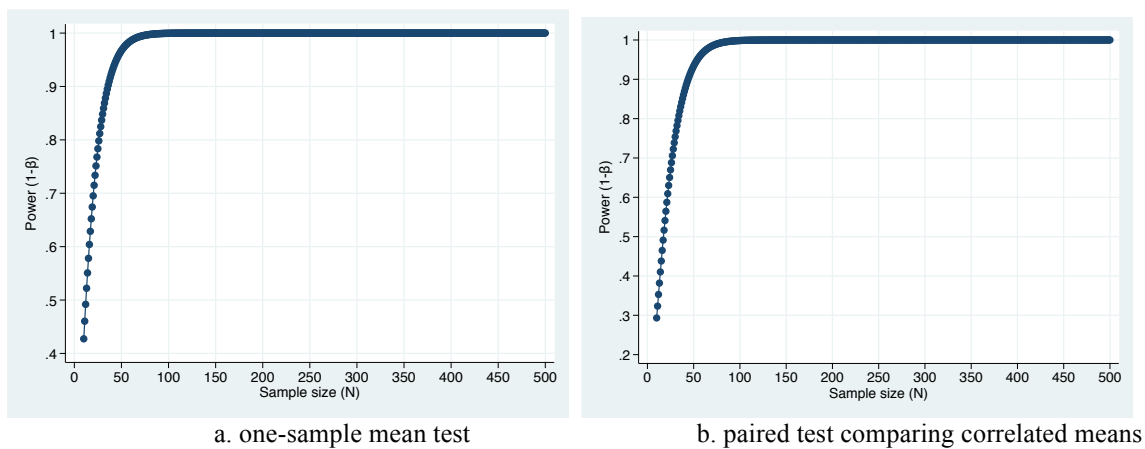 1
.9
.8
.7
.6
.5
.4
Power (1-β)
0 50 100 150 200 250 300 350 400 450 500
Sample size (N)
a. one-sample mean test
1
.9
.8
.7
.6
.5
.4
.3
.2
Power (1-β)
0 50 100 150 200 250 300 350 400 450 500
Sample size (N)
b. paired test comparing correlated means